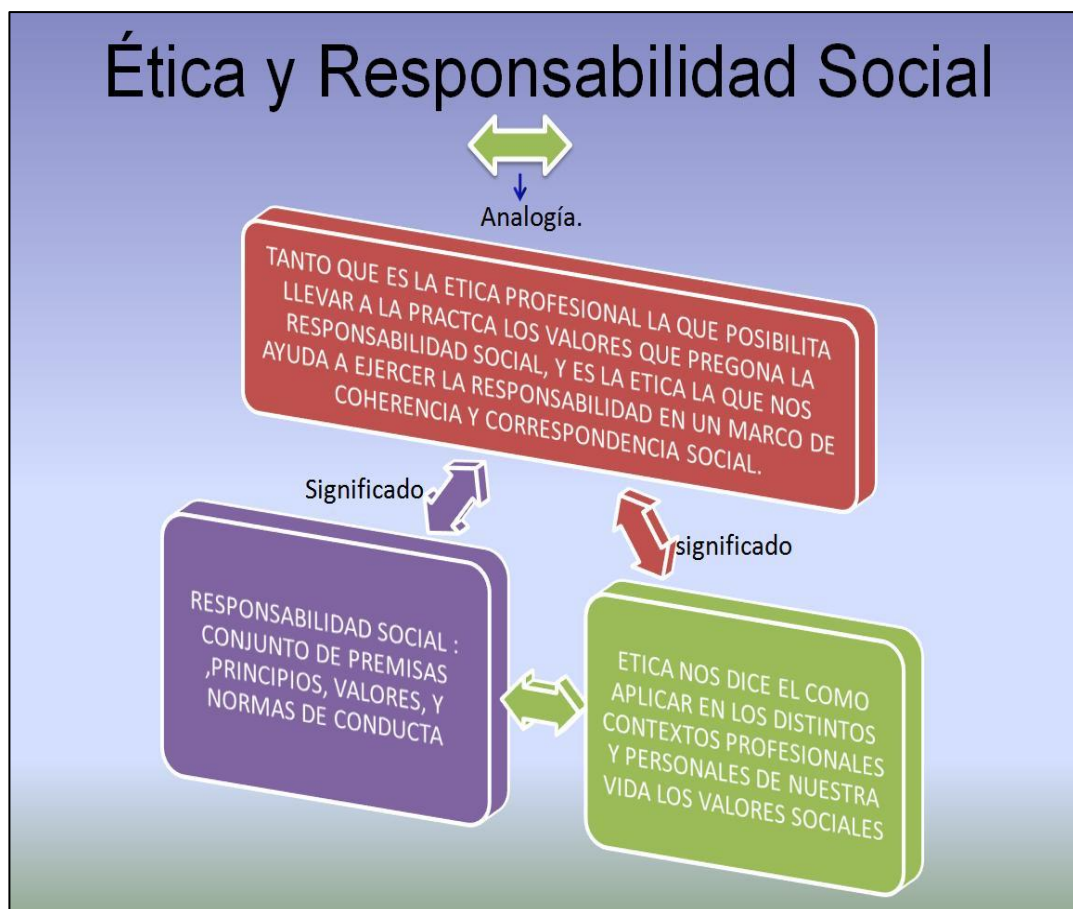 Ética y Responsabilidad Social
Analogía.
TANTO QUE ES LA ETICA PROFESIONAL LA QUE POSIBILITA
LLEVAR A LA PRACTCA LOS VALORES QUE PREGONA LA
RESPONSABILIDAD SOCIAL, Y ES LA ETICA LA QUE NOS
AYUDA A EJERCER LA RESPONSABILIDAD EN UN MARCO DE
COHERENCIA Y CORRESPONDENCIA SOCIAL.
Significado
significado
RESPONSABILIDAD SOCIAL :
CONJUNTO DE PREMISAS
,PRINCIPIOS, VALORES, Y
NORMAS DE CONDUCTA
ETICA NOS DICE EL COMO
APLICAR EN LOS DISTINTOS
CONTEXTOS PROFESIONALES
Y PERSONALES DE NUESTRA
VIDA LOS VALORES SOCIALES